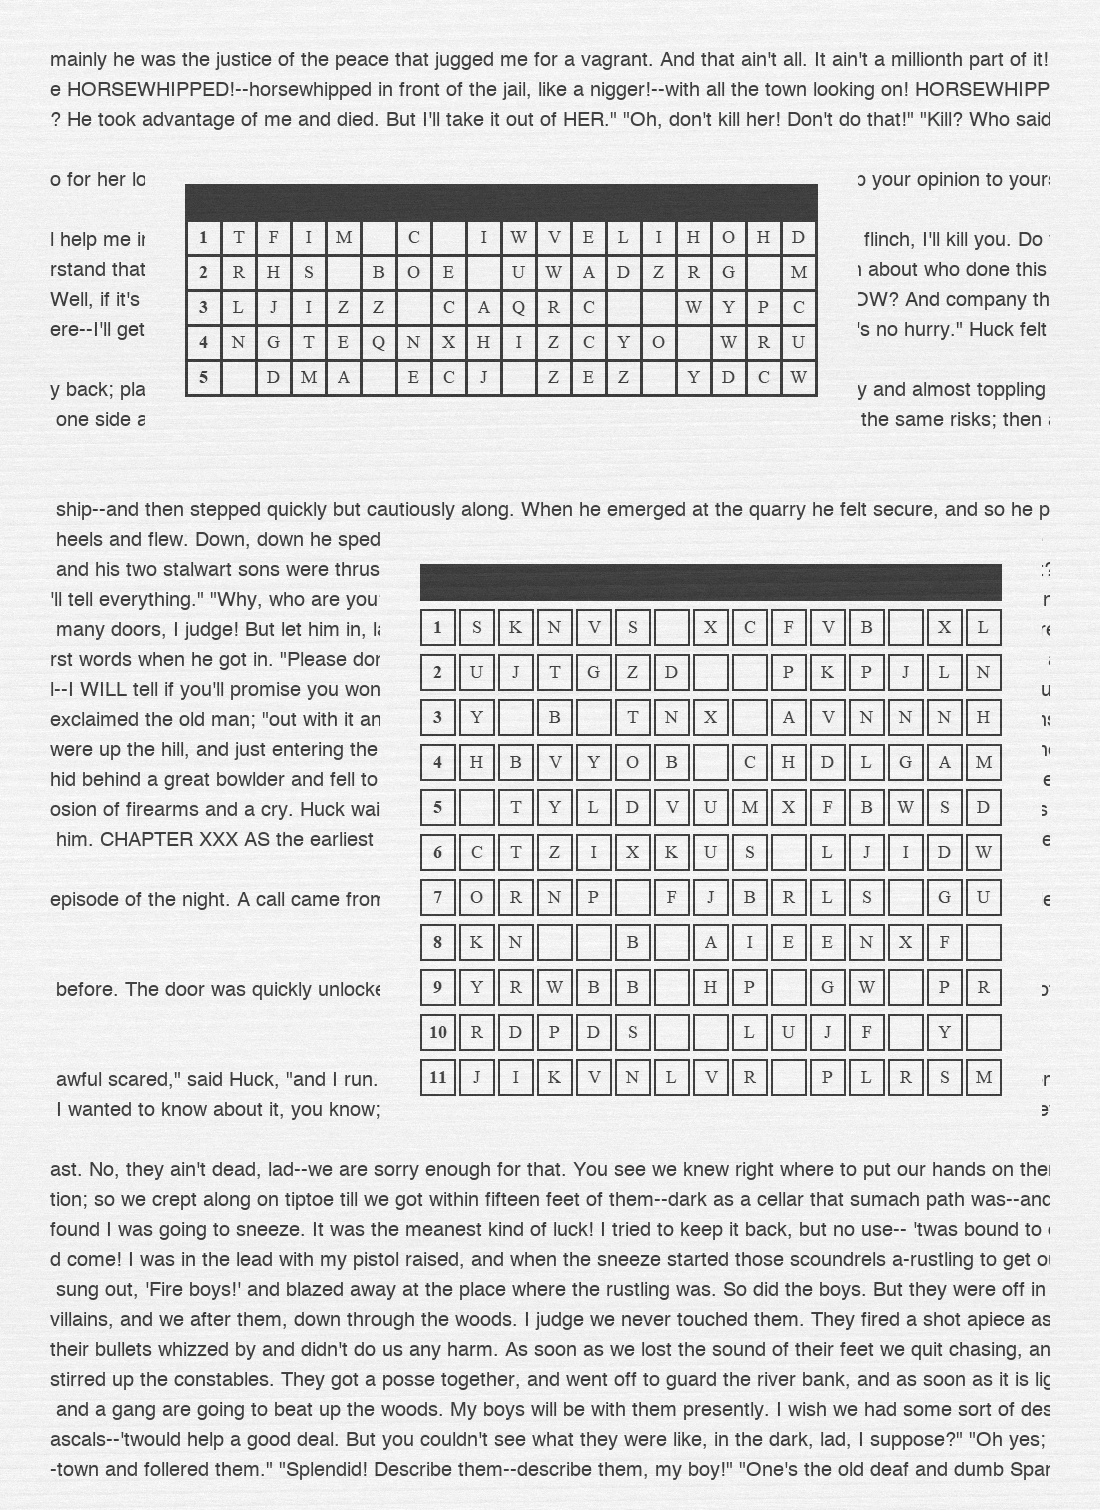 mainly he was the justice of the peace that jugged me for a vagrant. And that ain't all. It ain't a millionth part of it!
e HORSEWHIPPED!--horsewhipped in front of the jail, like a nigger!--with all the town looking on! HORSEWHIPP
? He took advantage of me and died. But I'll take it out of HER." "Oh, don't kill her! Don't do that!" "Kill? Who said
o for her lo
l help me in
rstand that
Well, if it's
ere--I'll get
y back; pla
one side a
1 T F I M C I W V E L I H O H D
2 R H S B O E U W A D Z R G M
3 L J I Z Z C A Q R C W Y P C
4 N G T E Q N X H I Z C Y O W R U
5 D M A E C J Z E Z Y D C W
p your opinion to yours
flinch, I'll kill you. Do
n about who done this
OW? And company th
's no hurry." Huck felt
y and almost toppling
the same risks; then a
ship--and then stepped quickly but cautiously along. When he emerged at the quarry he felt secure, and so he p
heels and flew. Down, down he sped
and his two stalwart sons were thrus
'll tell everything." "Why, who are you
many doors, I judge! But let him in, la
rst words when he got in. "Please don
l--I WILL tell if you'll promise you won
exclaimed the old man; "out with it an
were up the hill, and just entering the
hid behind a great bowlder and fell to
osion of firearms and a cry. Huck wai
him. CHAPTER XXX AS the earliest
episode of the night. A call came from
before. The door was quickly unlocke
awful scared," said Huck, "and I run.
I wanted to know about it, you know;
1 S K N V S X C F V B X L
2 U J T G Z D P K P J L N
3 Y B T N X A V N N N H
4 H B V Y O B C H D L G A M
5 T Y L D V U M X F B W S D
6 C T Z I X K U S L J I D W
7 O R N P F J B R L S G U
8 K N B A I E E N X F
9 Y R W B B H P G W P R
10 R D P D S L U J F Y
11 J I K V N L V R P L R S M
ast. No, they ain't dead, lad--we are sorry enough for that. You see we knew right where to put our hands on the
tion; so we crept along on tiptoe till we got within fifteen feet of them--dark as a cellar that sumach path was--and
found I was going to sneeze. It was the meanest kind of luck! I tried to keep it back, but no use-- 'twas bound to
d come! I was in the lead with my pistol raised, and when the sneeze started those scoundrels a-rustling to get ou
sung out, 'Fire boys!' and blazed away at the place where the rustling was. So did the boys. But they were off in
villains, and we after them, down through the woods. I judge we never touched them. They fired a shot apiece as
their bullets whizzed by and didn't do us any harm. As soon as we lost the sound of their feet we quit chasing, an
stirred up the constables. They got a posse together, and went off to guard the river bank, and as soon as it is lig
and a gang are going to beat up the woods. My boys will be with them presently. I wish we had some sort of des
ascals--'twould help a good deal. But you couldn't see what they were like, in the dark, lad, I suppose?" "Oh yes;
-town and follered them." "Splendid! Describe them--describe them, my boy!" "One's the old deaf and dumb Span